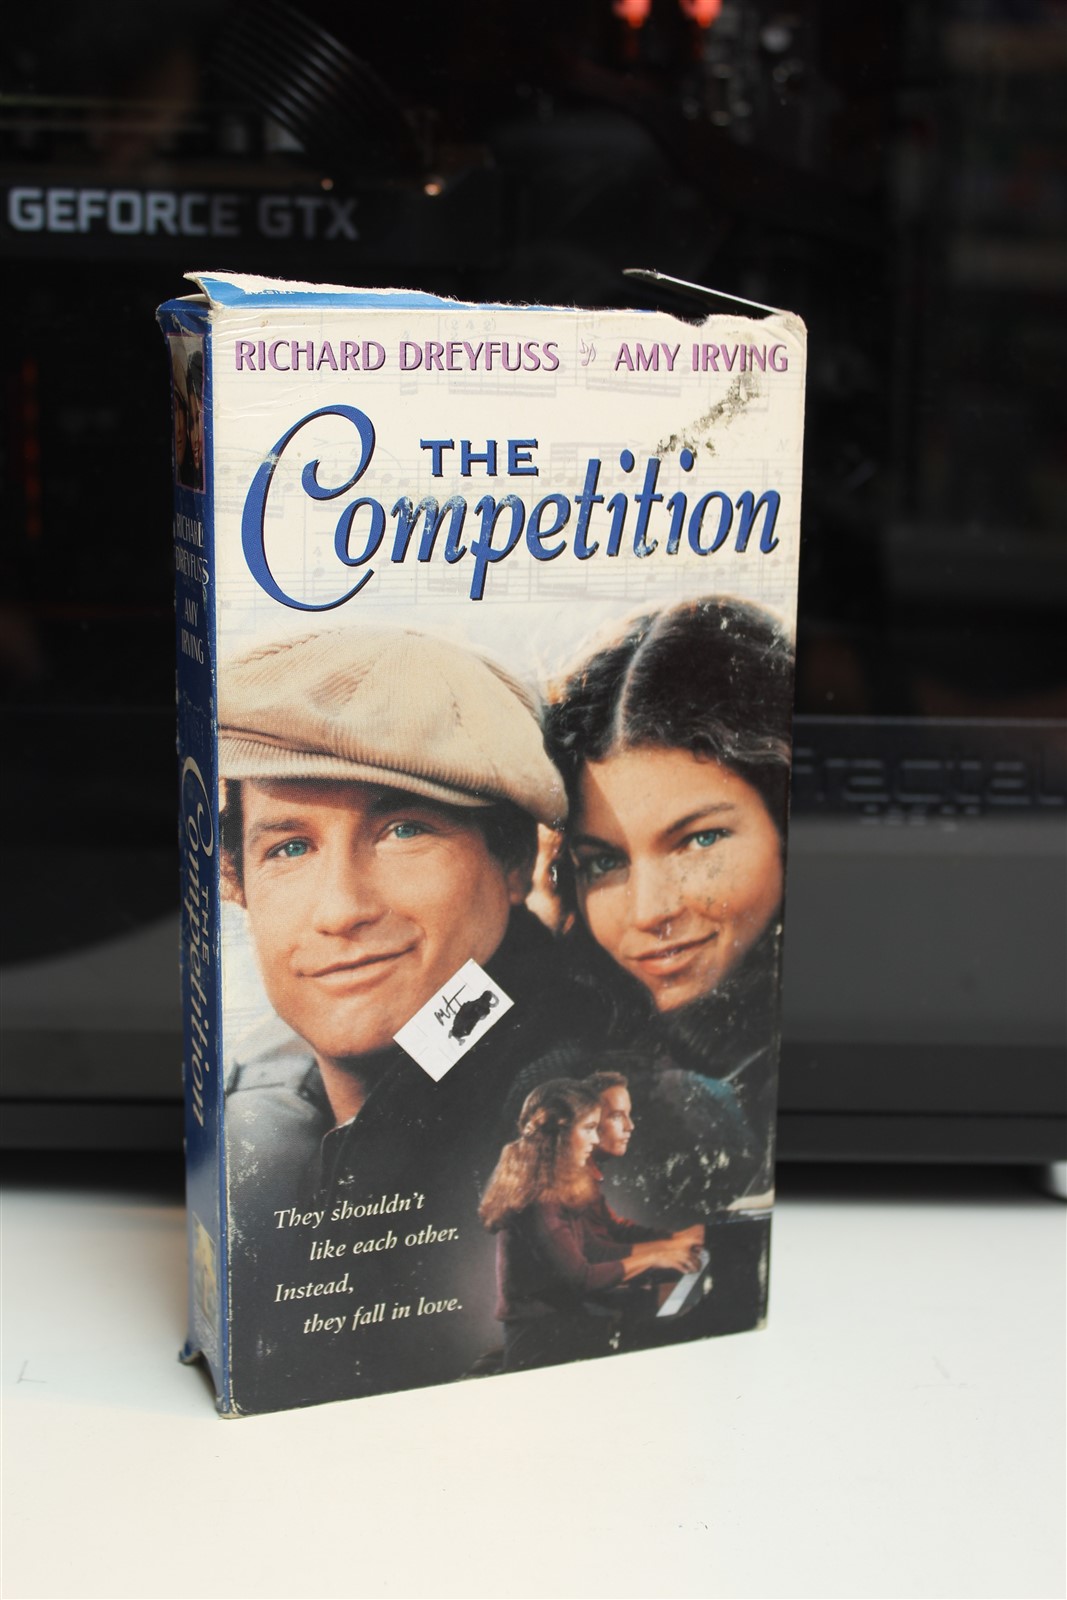 GEFORCE GTX
RICHARD DREYFUSS AMY IRVING
THE
Competition
RICHARD
DREYFUSS
AMY
IRVING
THE
Competition
fractal
They shouldn't
like each other.
Instead,
they fall in love.